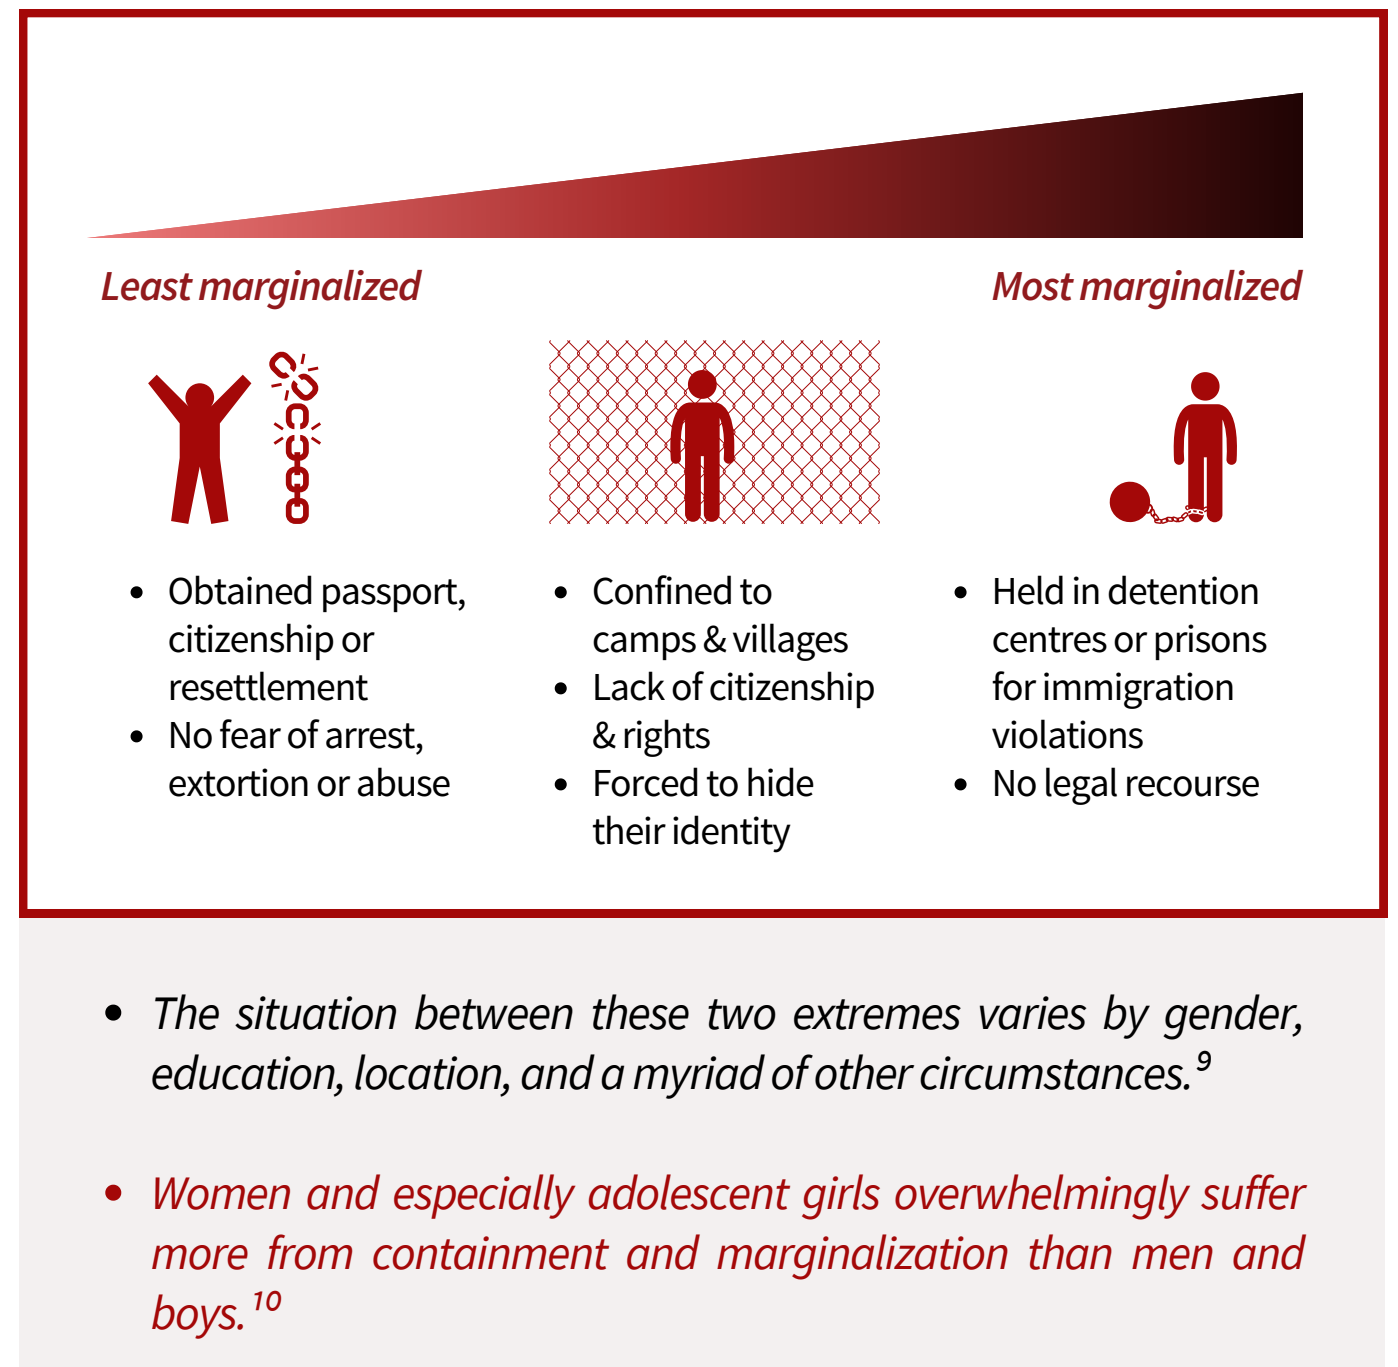 Least marginalized
Most marginalized
• Obtained passport,
citizenship or
resettlement
• No fear of arrest,
extortion or abuse
• Confined to
camps & villages
• Lack of citizenship
& rights
• Forced to hide
their identity
• Held in detention
centres or prisons
for immigration
violations
• No legal recourse
• The situation between these two extremes varies by gender,
education, location, and a myriad of other circumstances.⁹
• Women and especially adolescent girls overwhelmingly suffer
more from containment and marginalization than men and
boys.¹⁰